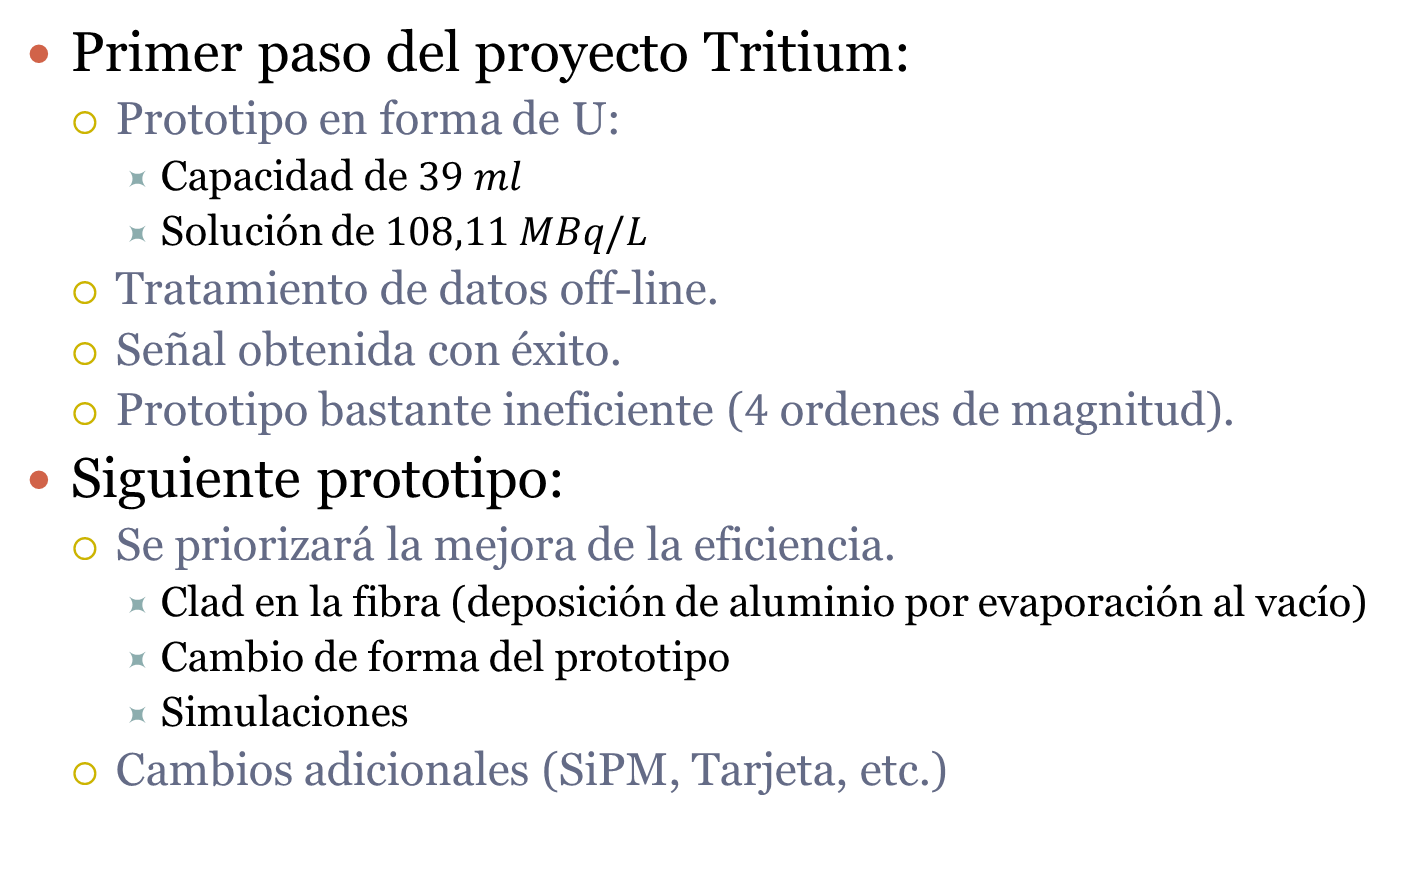 Primer paso del proyecto Tritium:
Prototipo en forma de U:
Capacidad de 39 ml
Solución de 108,11 MBq/L
Tratamiento de datos off-line.
Señal obtenida con éxito.
Prototipo bastante ineficiente (4 ordenes de magnitud).
Siguiente prototipo:
Se priorizará la mejora de la eficiencia.
Clad en la fibra (deposición de aluminio por evaporación al vacío)
Cambio de forma del prototipo
Simulaciones
Cambios adicionales (SiPM, Tarjeta, etc.)